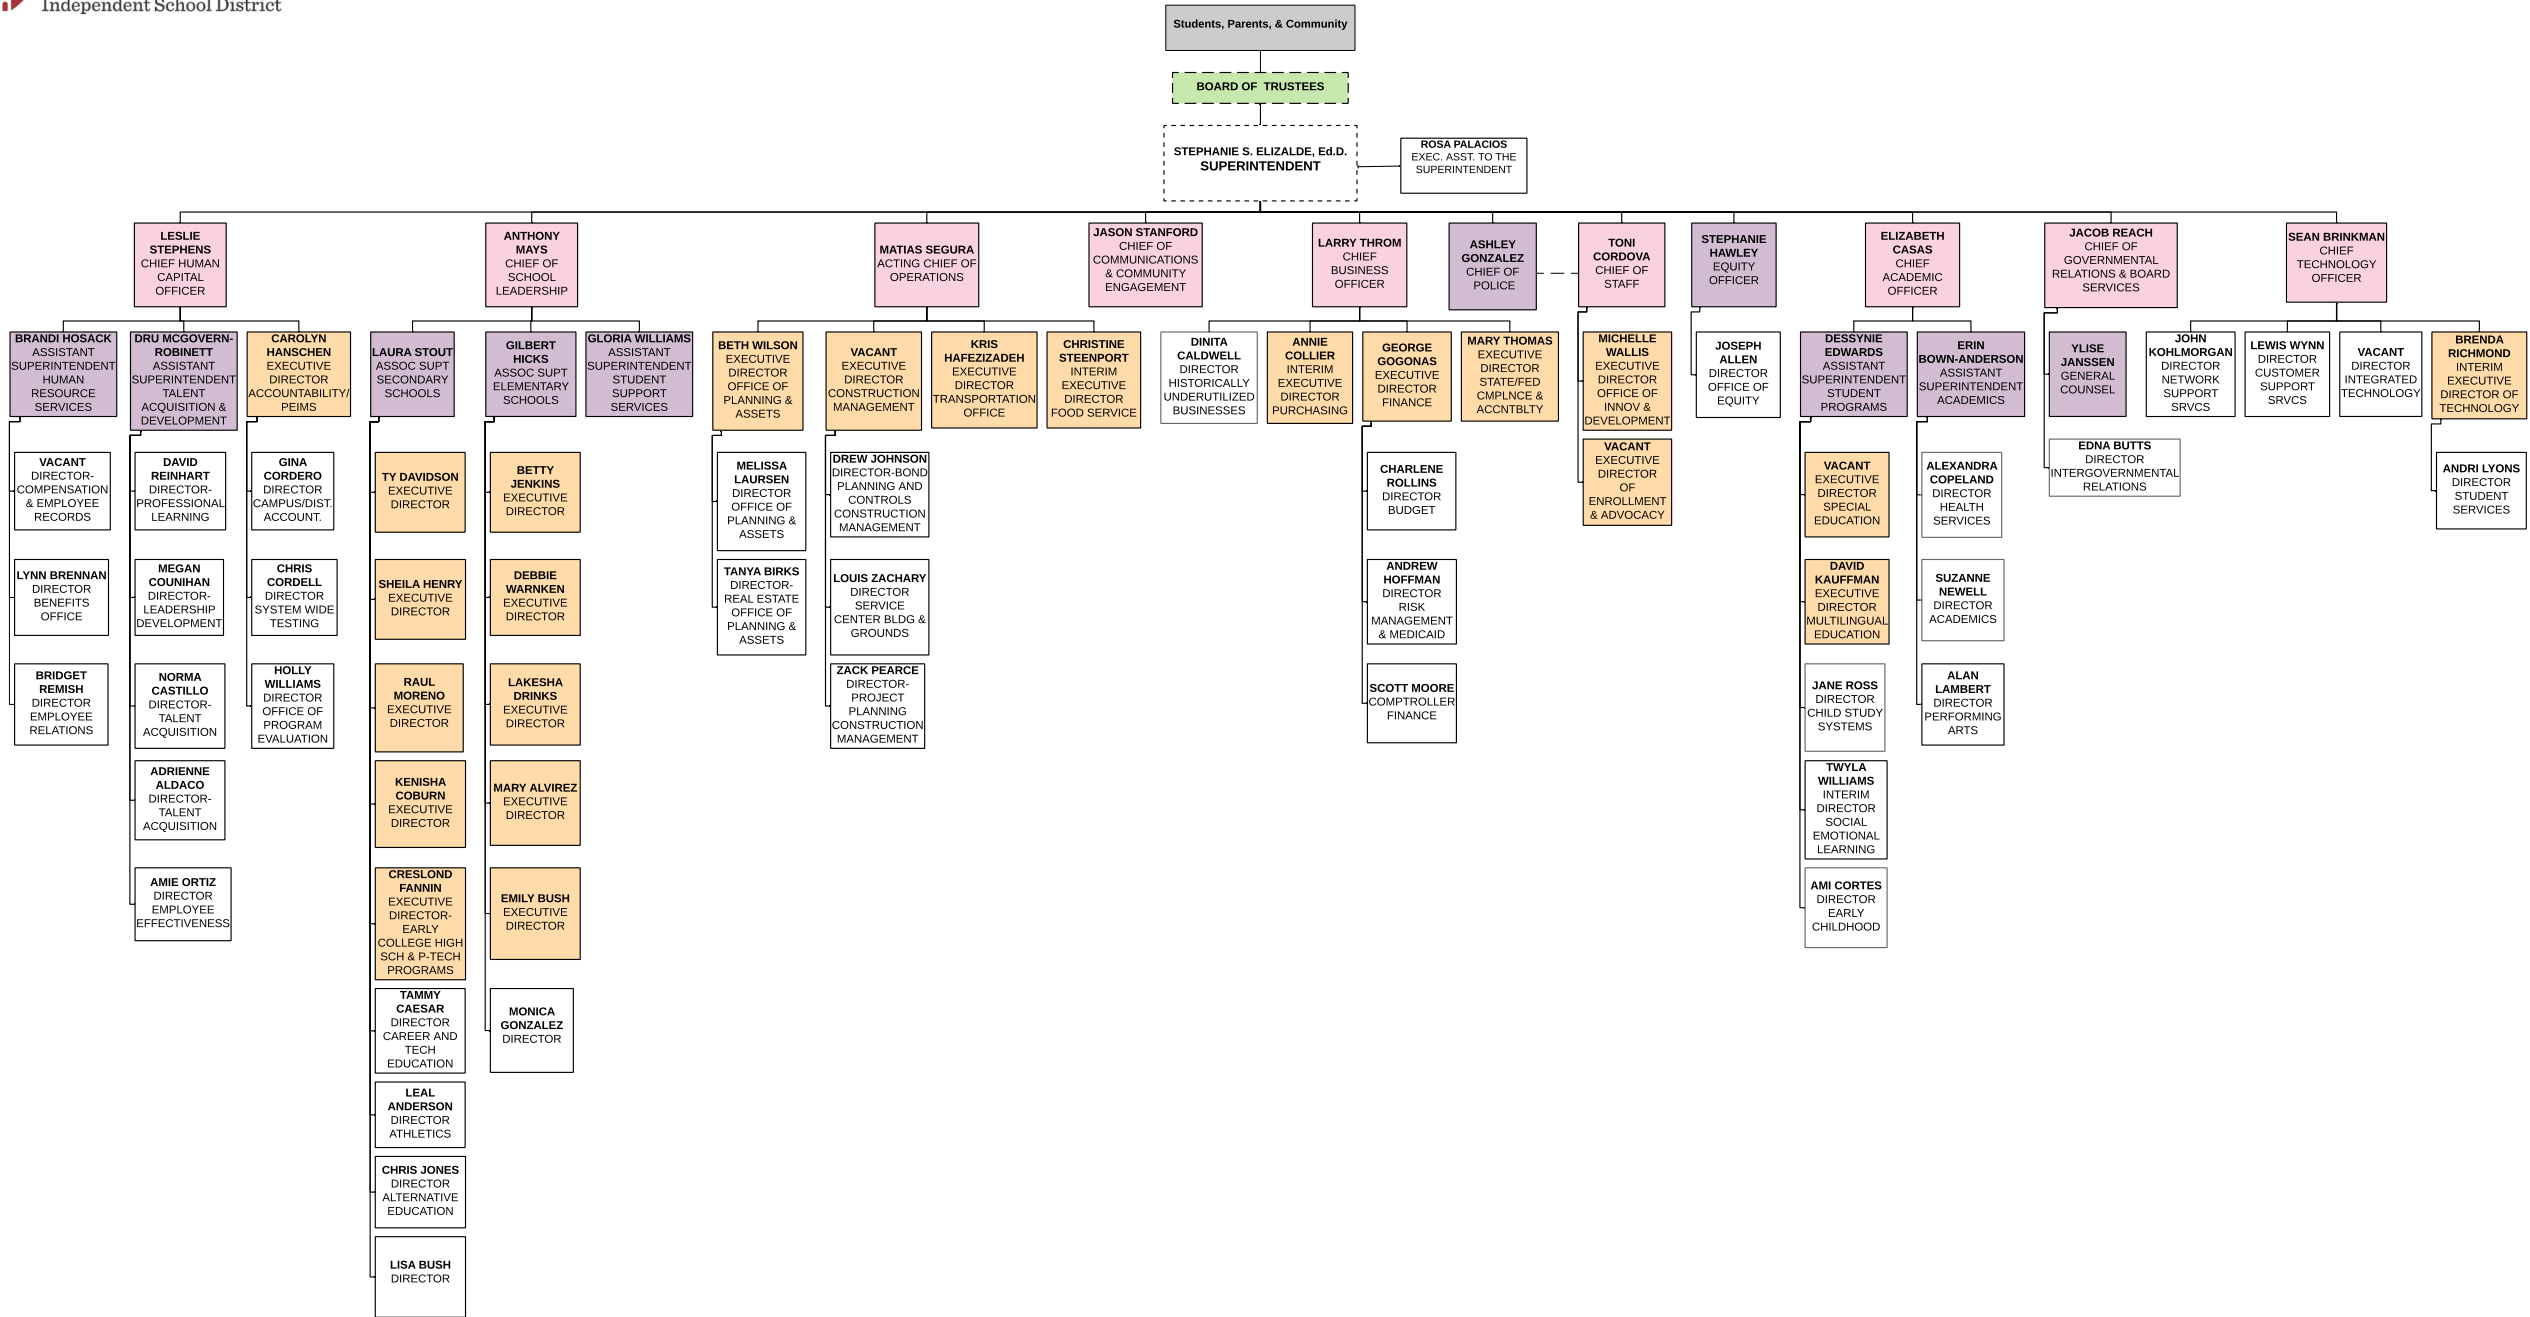 Independent School District
Students, Parents, & Community
BOARD OF TRUSTEES
STEPHANIE S. ELIZALDE, Ed.D.
SUPERINTENDENT
ROSA PALACIOS
EXEC. ASST. TO THE
SUPERINTENDENT
LESLIE
STEPHENS
CHIEF HUMAN
CAPITAL
OFFICER
ANTHONY
MAYS
CHIEF OF
SCHOOL
LEADERSHIP
MATIAS SEGURA
ACTING CHIEF OF
OPERATIONS
JASON STANFORD
CHIEF OF
COMMUNICATIONS
& COMMUNITY
ENGAGEMENT
LARRY THROM
CHIEF
BUSINESS
OFFICER
ASHLEY
GONZALEZ
CHIEF OF
POLICE
TONI
CORDOVA
CHIEF OF
STAFF
STEPHANIE
HAWLEY
EQUITY
OFFICER
ELIZABETH
CASAS
CHIEF
ACADEMIC
OFFICER
JACOB REACH
CHIEF OF
GOVERNMENTAL
RELATIONS & BOARD
SERVICES
SEAN BRINKMAN
CHIEF
TECHNOLOGY
OFFICER
BRANDI HOSACK
ASSISTANT
SUPERINTENDENT
HUMAN
RESOURCE
SERVICES
DRU MCGOVERN-
ROBINETT
ASSISTANT
SUPERINTENDENT
TALENT
ACQUISITION &
DEVELOPMENT
CAROLYN
HANSCHEN
EXECUTIVE
DIRECTOR
ACCOUNTABILITY/
PEIMS
LAURA STOUT
ASSOC SUPT
SECONDARY
SCHOOLS
GILBERT
HICKS
ASSOC SUPT
ELEMENTARY
SCHOOLS
GLORIA WILLIAMS
ASSISTANT
SUPERINTENDENT
STUDENT
SUPPORT
SERVICES
BETH WILSON
EXECUTIVE
DIRECTOR
OFFICE OF
PLANNING &
ASSETS
VACANT
EXECUTIVE
DIRECTOR
CONSTRUCTION
MANAGEMENT
KRIS
HAFEZIZADEH
EXECUTIVE
DIRECTOR
TRANSPORTATION
OFFICE
CHRISTINE
STEENPORT
INTERIM
EXECUTIVE
DIRECTOR
FOOD SERVICE
DINITA
CALDWELL
DIRECTOR
HISTORICALLY
UNDERUTILIZED
BUSINESSES
ANNIE
COLLIER
INTERIM
EXECUTIVE
DIRECTOR
PURCHASING
GEORGE
GOGONAS
EXECUTIVE
DIRECTOR
FINANCE
MARY THOMAS
EXECUTIVE
DIRECTOR
STATE/FED
CMPLNCE &
ACCNTBLTY
MICHELLE
WALLIS
EXECUTIVE
DIRECTOR
OFFICE OF
INNOV &
DEVELOPMENT
JOSEPH
ALLEN
DIRECTOR
OFFICE OF
EQUITY
DESSYNIE
EDWARDS
ASSISTANT
SUPERINTENDENT
STUDENT
PROGRAMS
ERIN
BOWN-ANDERSON
ASSISTANT
SUPERINTENDENT
ACADEMICS
YLISE
JANSSEN
GENERAL
COUNSEL
JOHN
KOHLMORGAN
DIRECTOR
NETWORK
SUPPORT
SRVCS
LEWIS WYNN
DIRECTOR
CUSTOMER
SUPPORT
SRVCS
VACANT
DIRECTOR
INTEGRATED
TECHNOLOGY
BRENDA
RICHMOND
INTERIM
EXECUTIVE
DIRECTOR OF
TECHNOLOGY
VACANT
DIRECTOR-
COMPENSATION
& EMPLOYEE
RECORDS
DAVID
REINHART
DIRECTOR-
PROFESSIONAL
LEARNING
GINA
CORDERO
DIRECTOR
CAMPUS/DIST.
ACCOUNT.
TY DAVIDSON
EXECUTIVE
DIRECTOR
BETTY
JENKINS
EXECUTIVE
DIRECTOR
MELISSA
LAURSEN
DIRECTOR
OFFICE OF
PLANNING &
ASSETS
DREW JOHNSON
DIRECTOR-BOND
PLANNING AND
CONTROLS
CONSTRUCTION
MANAGEMENT
CHARLENE
ROLLINS
DIRECTOR
BUDGET
VACANT
EXECUTIVE
DIRECTOR
OF
ENROLLMENT
& ADVOCACY
VACANT
EXECUTIVE
DIRECTOR
SPECIAL
EDUCATION
ALEXANDRA
COPELAND
DIRECTOR
HEALTH
SERVICES
EDNA BUTTS
DIRECTOR
INTERGOVERNMENTAL
RELATIONS
ANDRI LYONS
DIRECTOR
STUDENT
SERVICES
LYNN BRENNAN
DIRECTOR
BENEFITS
OFFICE
MEGAN
COUNIHAN
DIRECTOR-
LEADERSHIP
DEVELOPMENT
CHRIS
CORDELL
DIRECTOR
SYSTEM WIDE
TESTING
SHEILA HENRY
EXECUTIVE
DIRECTOR
DEBBIE
WARNKEN
EXECUTIVE
DIRECTOR
TANYA BIRKS
DIRECTOR-
REAL ESTATE
OFFICE OF
PLANNING &
ASSETS
LOUIS ZACHARY
DIRECTOR
SERVICE
CENTER BLDG &
GROUNDS
ANDREW
HOFFMAN
DIRECTOR
RISK
MANAGEMENT
& MEDICAID
DAVID
KAUFFMAN
EXECUTIVE
DIRECTOR
MULTILINGUAL
EDUCATION
SUZANNE
NEWELL
DIRECTOR
ACADEMICS
BRIDGET
REMISH
DIRECTOR
EMPLOYEE
RELATIONS
NORMA
CASTILLO
DIRECTOR-
TALENT
ACQUISITION
HOLLY
WILLIAMS
DIRECTOR
OFFICE OF
PROGRAM
EVALUATION
RAUL
MORENO
EXECUTIVE
DIRECTOR
LAKESHA
DRINKS
EXECUTIVE
DIRECTOR
ZACK PEARCE
DIRECTOR-
PROJECT
PLANNING
CONSTRUCTION
MANAGEMENT
SCOTT MOORE
COMPTROLLER
FINANCE
JANE ROSS
DIRECTOR
CHILD STUDY
SYSTEMS
ALAN
LAMBERT
DIRECTOR
PERFORMING
ARTS
ADRIENNE
ALDACO
DIRECTOR-
TALENT
ACQUISITION
KENISHA
COBURN
EXECUTIVE
DIRECTOR
MARY ALVIREZ
EXECUTIVE
DIRECTOR
TWYLA
WILLIAMS
INTERIM
DIRECTOR
SOCIAL
EMOTIONAL
LEARNING
AMIE ORTIZ
DIRECTOR
EMPLOYEE
EFFECTIVENESS
CRESLOND
FANNIN
EXECUTIVE
DIRECTOR-
EARLY
COLLEGE HIGH
SCH & P-TECH
PROGRAMS
EMILY BUSH
EXECUTIVE
DIRECTOR
AMI CORTES
DIRECTOR
EARLY
CHILDHOOD
TAMMY
CAESAR
DIRECTOR
CAREER AND
TECH
EDUCATION
MONICA
GONZALEZ
DIRECTOR
LEAL
ANDERSON
DIRECTOR
ATHLETICS
CHRIS JONES
DIRECTOR
ALTERNATIVE
EDUCATION
LISA BUSH
DIRECTOR